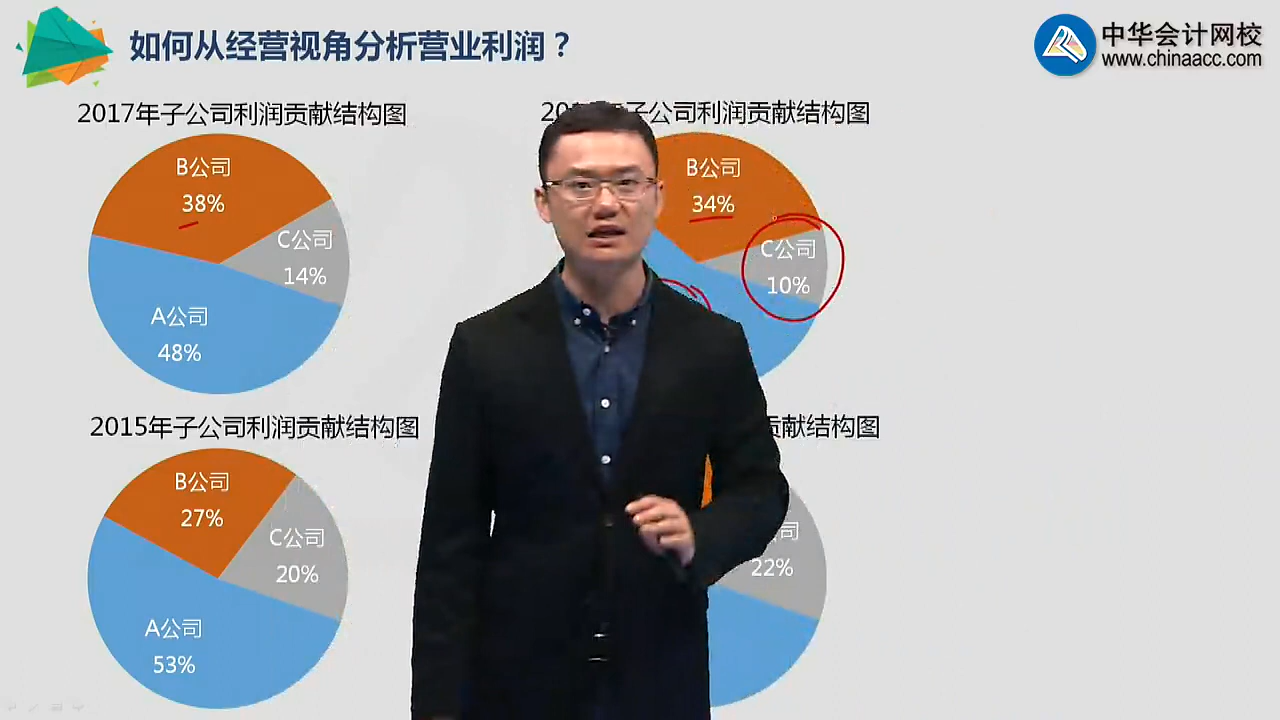 如何从经营视角分析营业利润？
中华会计网校
www.chinaacc.com
2017年子公司利润贡献结构图
子公司利润贡献结构图
B公司
38%
C公司
14%
A公司
48%
B公司
34%
C公司
10%
2015年子公司利润贡献结构图
贡献结构图
B公司
27%
C公司
20%
A公司
53%
司
22%